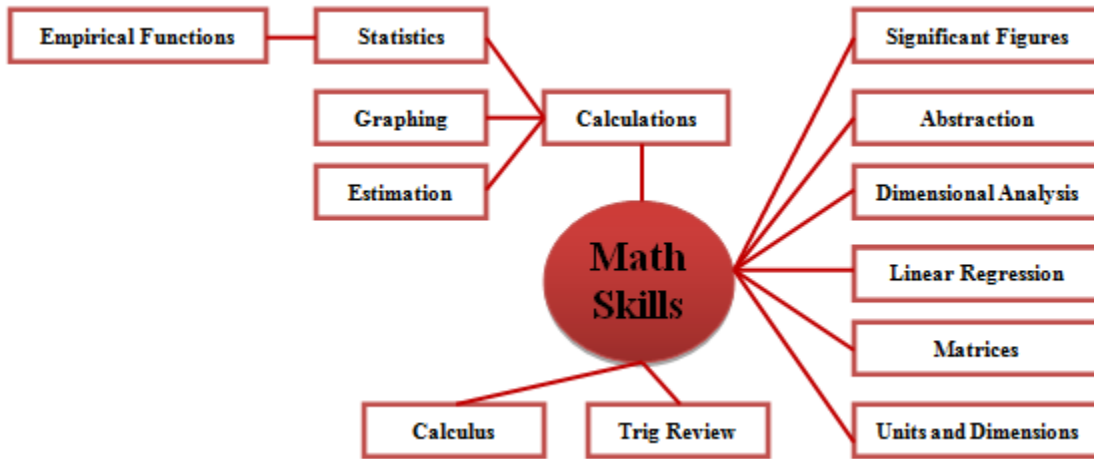 Empirical Functions
Statistics
Significant Figures
Graphing
Calculations
Abstraction
Estimation
Dimensional Analysis
Math
Skills
Linear Regression
Matrices
Calculus
Trig Review
Units and Dimensions